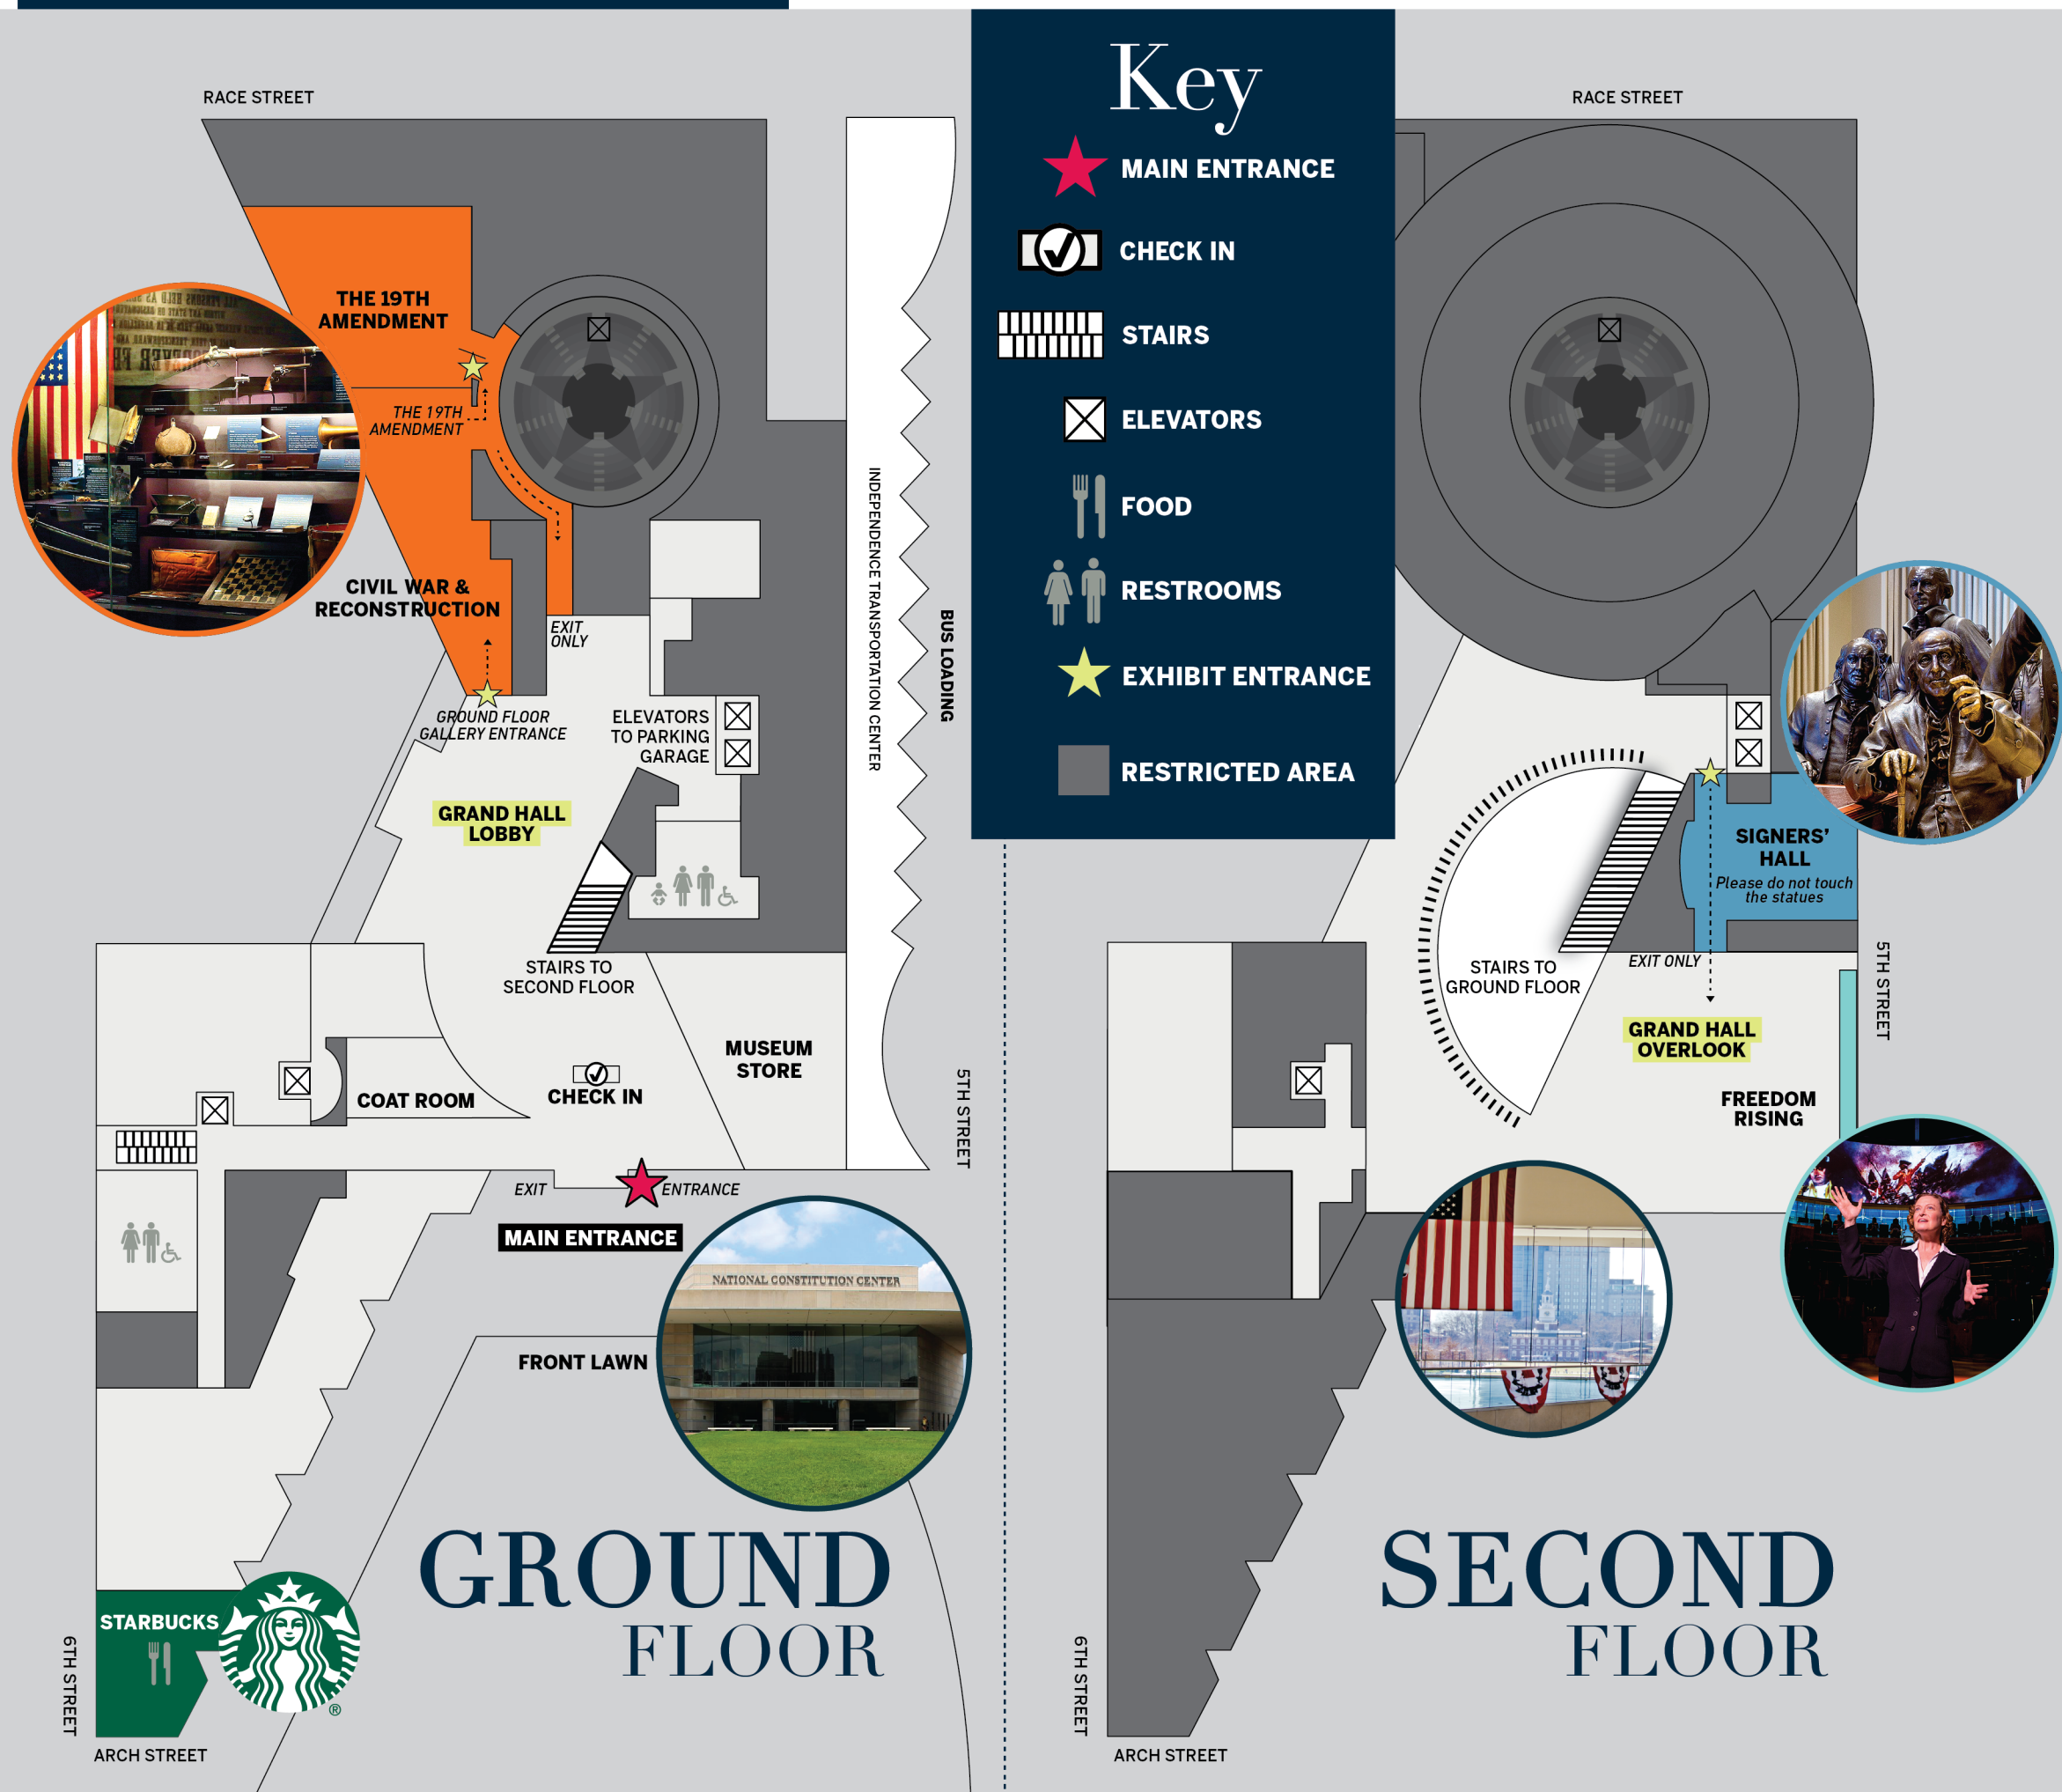 RACE STREET
THE 19TH
AMENDMENT
THE 19TH
AMENDMENT
CIVIL WAR &
RECONSTRUCTION
EXIT
ONLY
GROUND FLOOR
GALLERY ENTRANCE
ELEVATORS
TO PARKING
GARAGE
GRAND HALL
LOBBY
INDEPENDENCE TRANSPORTATION CENTER
BUS LOADING
STAIRS TO
SECOND FLOOR
MUSEUM
STORE
COAT ROOM
CHECK IN
5TH STREET
EXIT
ENTRANCE
MAIN ENTRANCE
NATIONAL CONSTITUTION CENTER
FRONT LAWN
GROUND
FLOOR
STARBUCKS
®
6TH STREET
ARCH STREET
Key
MAIN ENTRANCE
CHECK IN
STAIRS
ELEVATORS
FOOD
RESTROOMS
EXHIBIT ENTRANCE
RESTRICTED AREA
RACE STREET
SIGNERS'
HALL
Please do not touch
the statues
STAIRS TO
GROUND FLOOR
EXIT ONLY
GRAND HALL
OVERLOOK
FREEDOM
RISING
5TH STREET
SECOND
FLOOR
6TH STREET
ARCH STREET